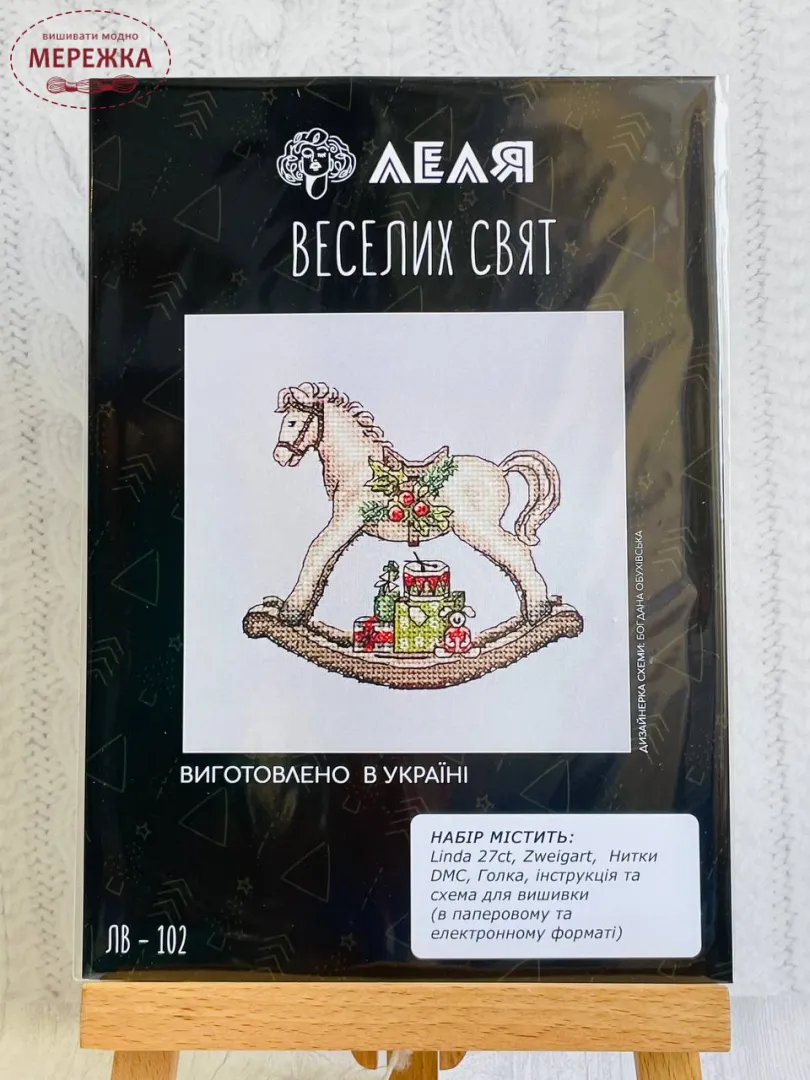 вишивати модно
МЕРЕЖКА
ЛЕЛЯ
ВЕСЕЛИХ СВЯТ
ДИЗАЙНЕРКА СХЕМИ: БОГДАНА ОБУХІВСЬКА
ВИГОТОВЛЕНО В УКРАЇНІ
НАБІР МІСТИТЬ:
Linda 27ct, Zweigart, Нитки
DMC, Голка, інструкція та
схема для вишивки
(в паперовому та
електронному форматі)
ЛВ – 102